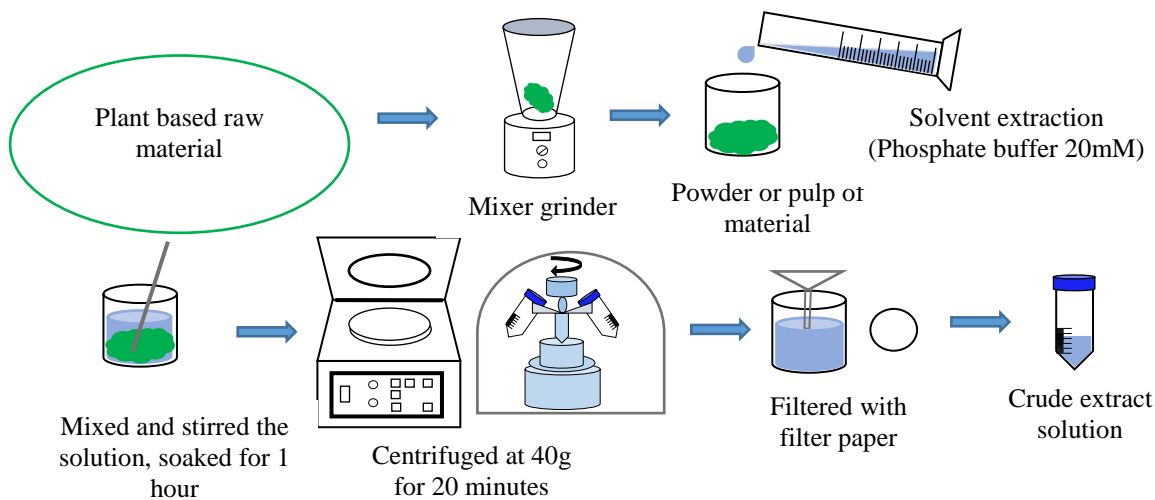 Plant based raw
material
Mixer grinder
Powder or pulp of
material
Solvent extraction
(Phosphate buffer 20mM)
Mixed and stirred the
solution, soaked for 1
hour
Centrifuged at 40g
for 20 minutes
Filtered with
filter paper
Crude extract
solution